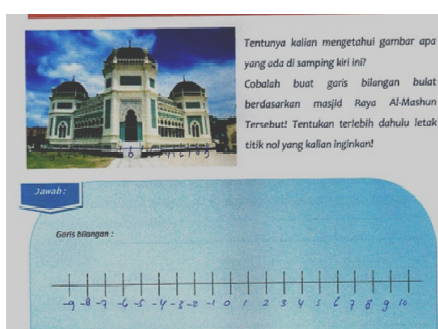 Tentunya kalian mengetahui gambar apa
yang ada di samping kiri ini?
Cobalah buat garis bilangan bulat
berdasarkan masjid Raya Al-Mashun
Tersebut! Tentukan terlebih dahulu letak
titik nol yang kalian inginkan!
Jawab :
Garis bilangan :
-9 -8 -7 -6 -5 -4 -3 -2 -1 0 1 2 3 4 5 6 7 8 9 10